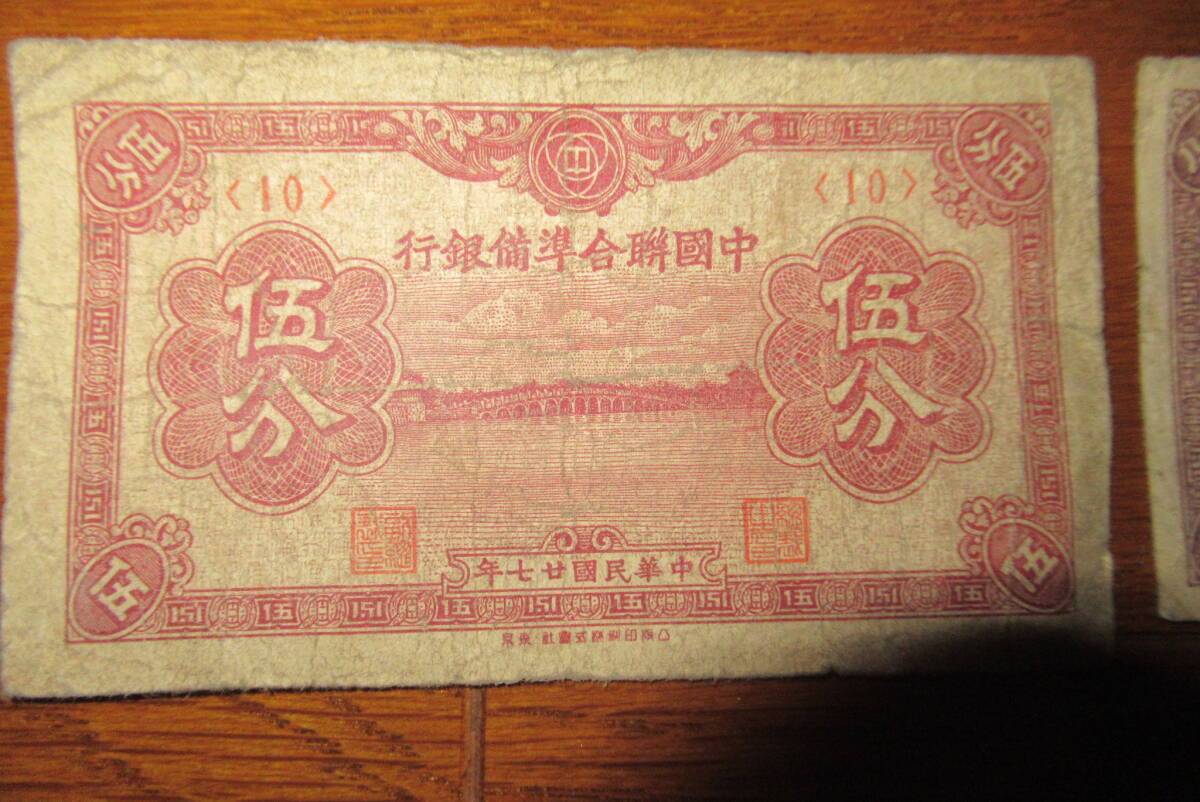 伍分 伍分
<10> <10>
中國聯合準備銀行
伍分 伍分
中華民國廿七年
伍 伍